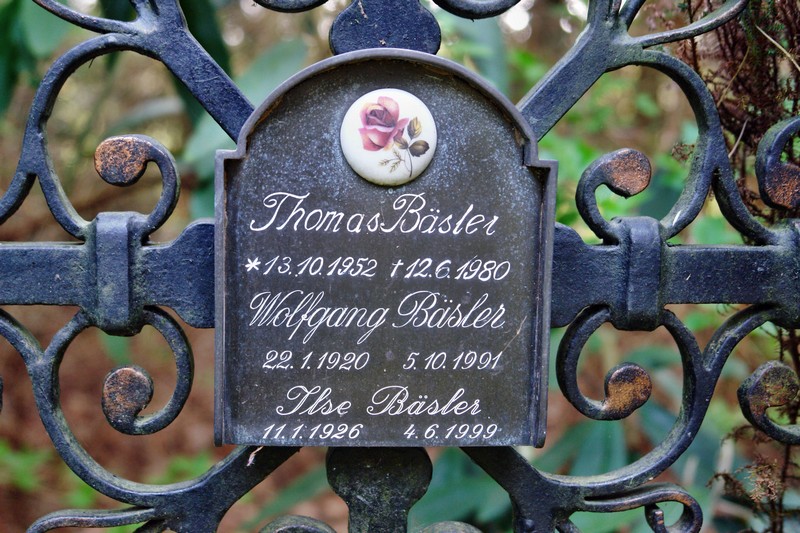 Thomas Bäsler
*13.10.1952 †12.6.1980
Wolfgang Bäsler
22.1.1920 5.10.1991
Ilse Bäsler
11.1.1926 4.6.1999